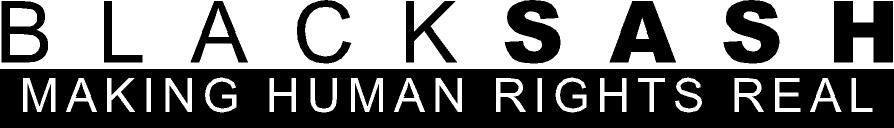 BLACKSASH
MAKING HUMAN RIGHTS REAL